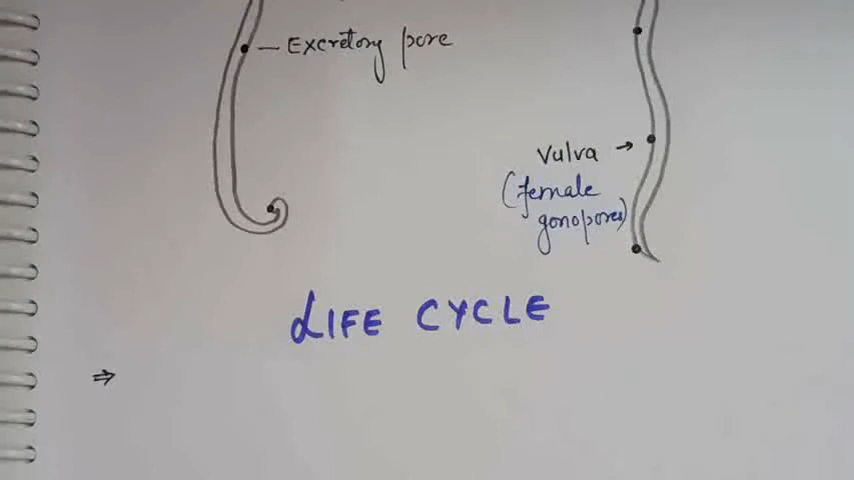 — Excretory pore
Vulva →
(female
gonopores)
LIFE CYCLE
⇒